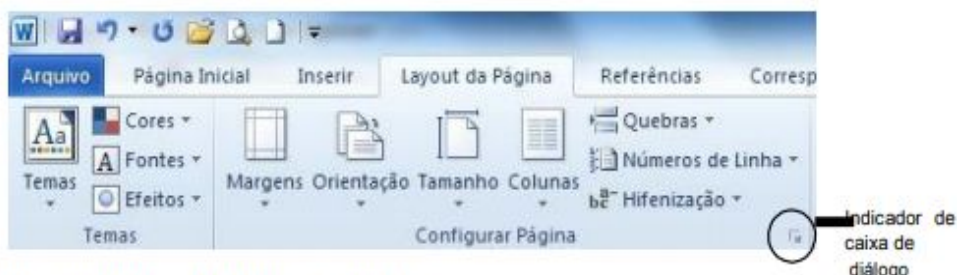 Arquivo Página Inicial Inserir Layout da Página Referências Corresp
Aa Cores
A Fontes
Efeitos
Temas
Margens Orientação Tamanho Colunas
Quebras
Números de Linha
Hifenização
Temas Configurar Página
Indicador de
caixa de
diálogo